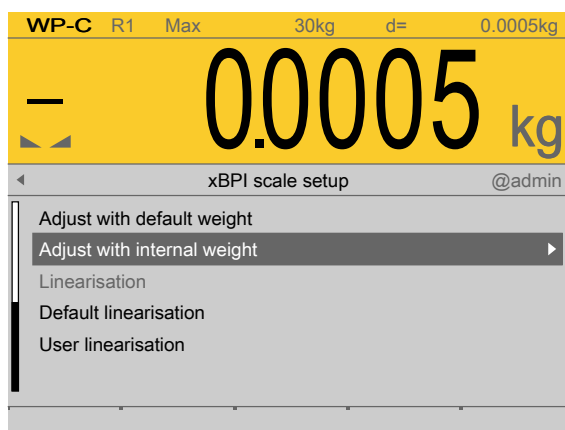 WP-C R1 Max 30kg d= 0.0005kg
– 0.0005 kg
xBPI scale setup @admin
Adjust with default weight
Adjust with internal weight
Linearisation
Default linearisation
User linearisation